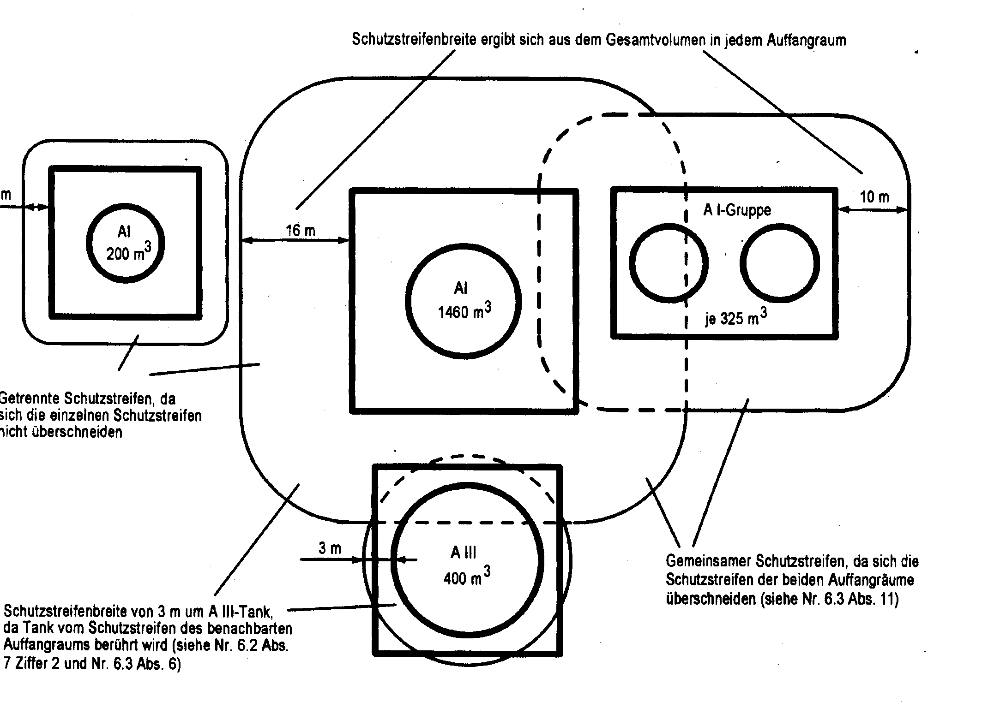 Schutzstreifenbreite ergibt sich aus dem Gesamtvolumen in jedem Auffangraum
m
AI
200 m³
16 m
AI
1460 m³
A I-Gruppe
je 325 m³
10 m
Getrennte Schutzstreifen, da
sich die einzelnen Schutzstreifen
nicht überschneiden
3 m
A III
400 m³
Gemeinsamer Schutzstreifen, da sich die
Schutzstreifen der beiden Auffangräume
überschneiden (siehe Nr. 6.3 Abs. 11)
Schutzstreifenbreite von 3 m um A III-Tank,
da Tank vom Schutzstreifen des benachbarten
Auffangraums berührt wird (siehe Nr. 6.2 Abs.
7 Ziffer 2 und Nr. 6.3 Abs. 6)